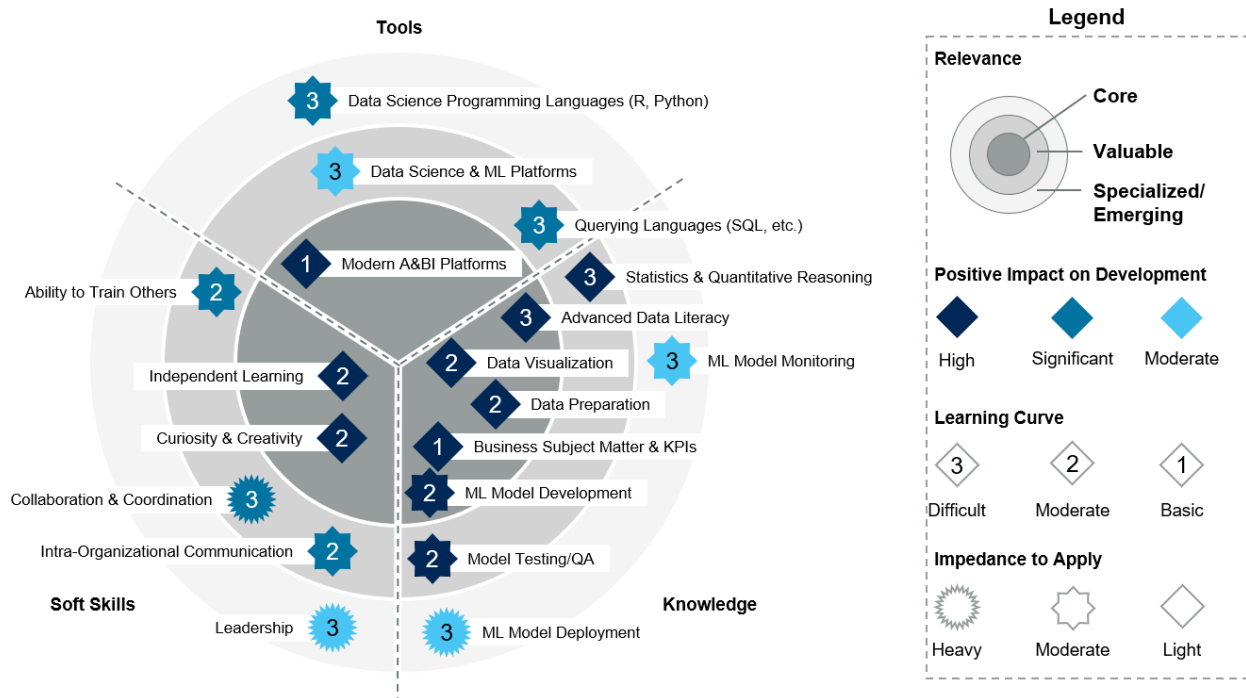 Tools
3 Data Science Programming Languages (R, Python)
3 Data Science & ML Platforms
3 Querying Languages (SQL, etc.)
1 Modern A&BI Platforms
3 Statistics & Quantitative Reasoning
Ability to Train Others 2
3 Advanced Data Literacy
2 Data Visualization
3 ML Model Monitoring
Independent Learning 2
2 Data Preparation
Curiosity & Creativity 2
1 Business Subject Matter & KPIs
Collaboration & Coordination 3
2 ML Model Development
Intra-Organizational Communication 2
2 Model Testing/QA
Soft Skills
Knowledge
Leadership 3
3 ML Model Deployment
Legend
Relevance
Core
Valuable
Specialized/
Emerging
Positive Impact on Development
High Significant Moderate
Learning Curve
3 2 1
Difficult Moderate Basic
Impedance to Apply
Heavy Moderate Light